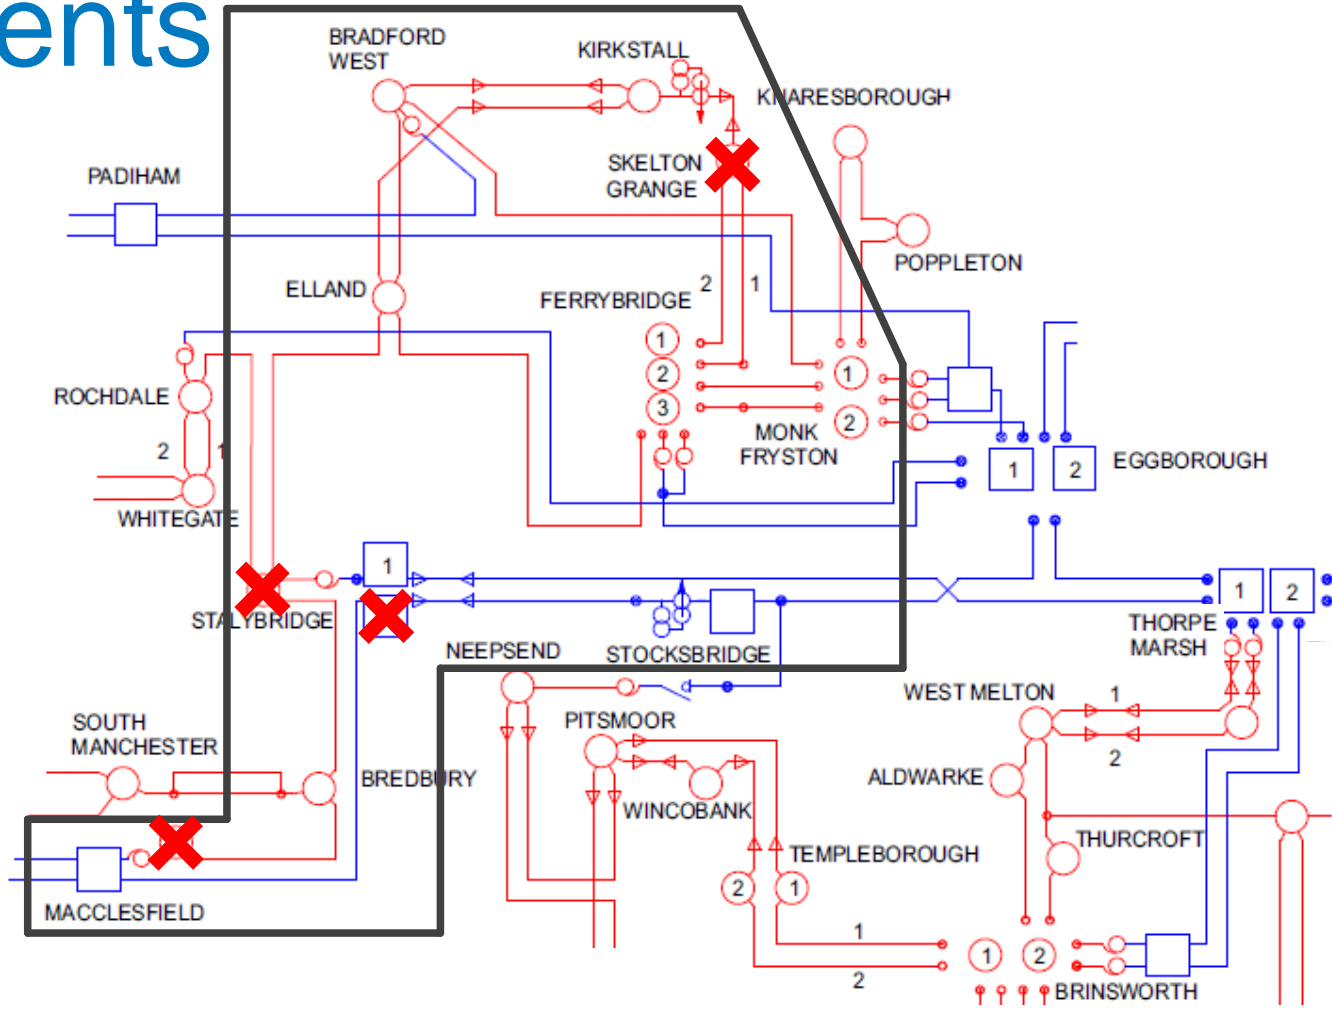 ents
BRADFORD
WEST
KIRKSTALL
KNARESBOROUGH
SKELTON
GRANGE
PADIHAM
POPPLETON
ELLAND
FERRYBRIDGE
2
1
1
2
3
1
2
MONK
FRYSTON
ROCHDALE
2
1
WHITEGATE
1
2
EGGBOROUGH
1
STALYBRIDGE
NEEPSEND
STOCKSBRIDGE
1
2
THORPE
MARSH
WEST MELTON
1
2
PITSMOOR
SOUTH
MANCHESTER
BREDBURY
WINCOBANK
ALDWARKE
THURCROFT
TEMPLEBOROUGH
2
1
MACCLESFIELD
1
2
1
2
BRINSWORTH